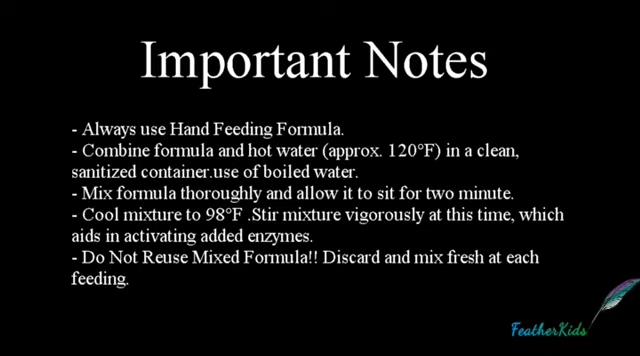 Important Notes
- Always use Hand Feeding Formula.
- Combine formula and hot water (approx. 120°F) in a clean,
sanitized container.use of boiled water.
- Mix formula thoroughly and allow it to sit for two minute.
- Cool mixture to 98°F .Stir mixture vigorously at this time, which
aids in activating added enzymes.
- Do Not Reuse Mixed Formula!! Discard and mix fresh at each
feeding.
FeatherKids